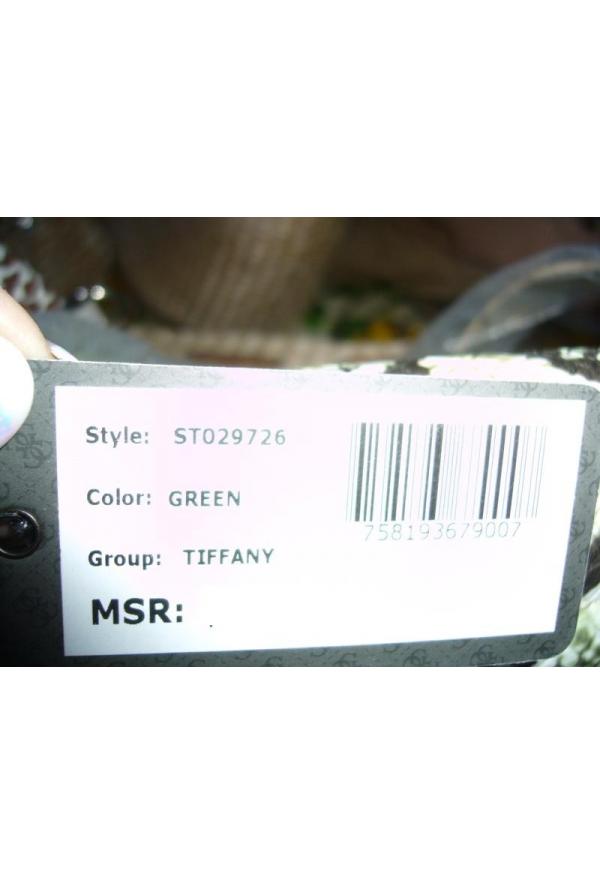 Style: ST029726
Color: GREEN
Group: TIFFANY
MSR:
758193679007